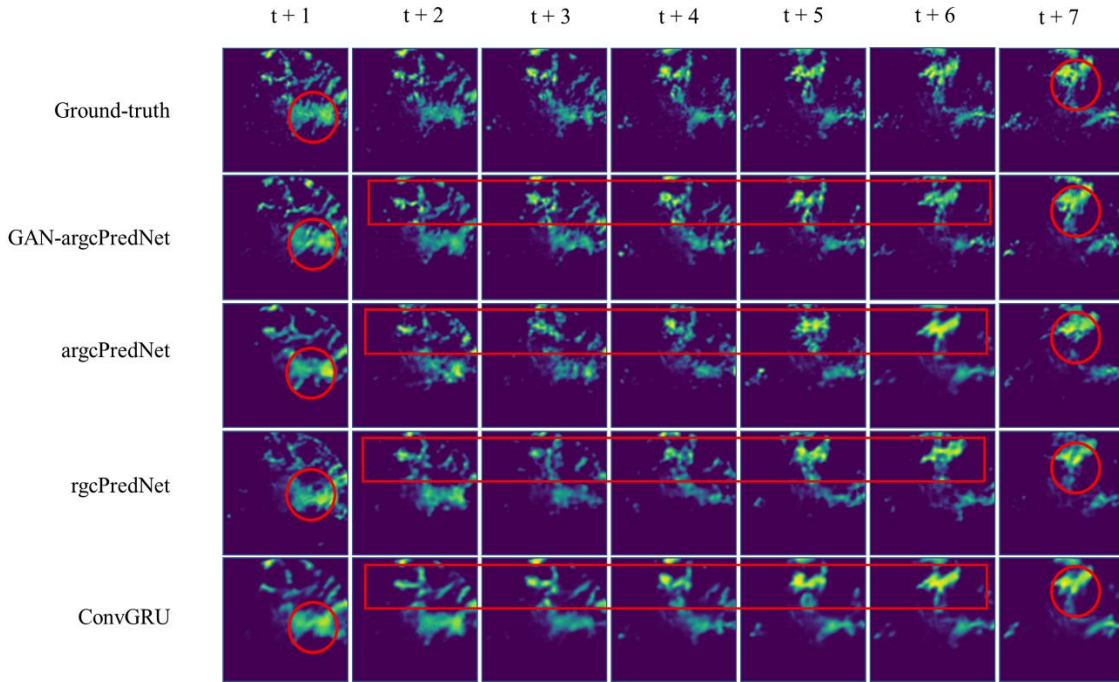 t + 1 t + 2 t + 3 t + 4 t + 5 t + 6 t + 7
Ground-truth
GAN-argcPredNet
argcPredNet
rgcPredNet
ConvGRU